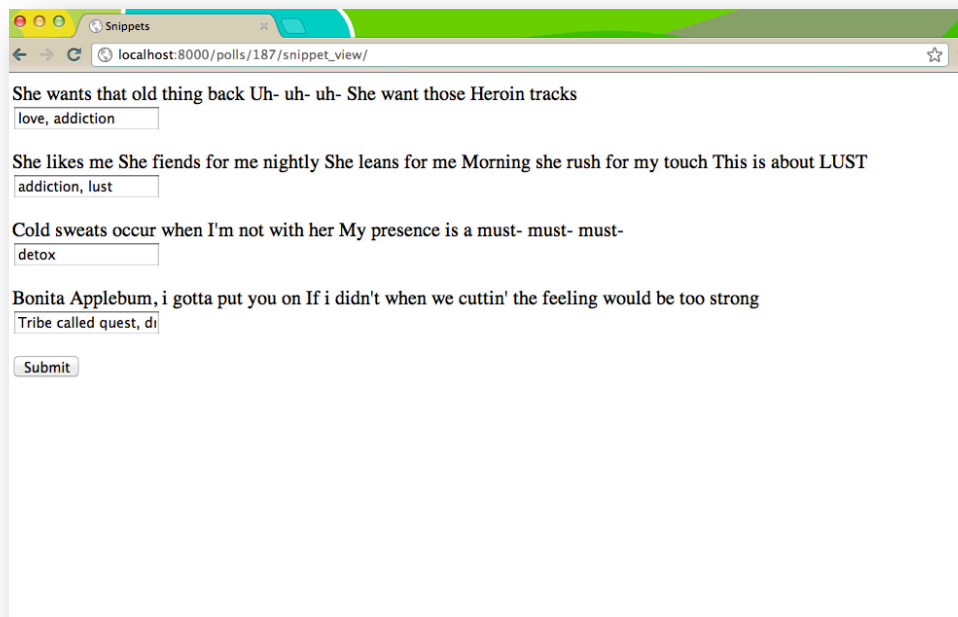 Snippets
localhost:8000/polls/187/snippet_view/
She wants that old thing back Uh- uh- uh- She want those Heroin tracks
love, addiction
She likes me She fiends for me nightly She leans for me Morning she rush for my touch This is about LUST
addiction, lust
Cold sweats occur when I'm not with her My presence is a must- must- must-
detox
Bonita Applebum, i gotta put you on If i didn't when we cuttin' the feeling would be too strong
Tribe called quest,
Submit